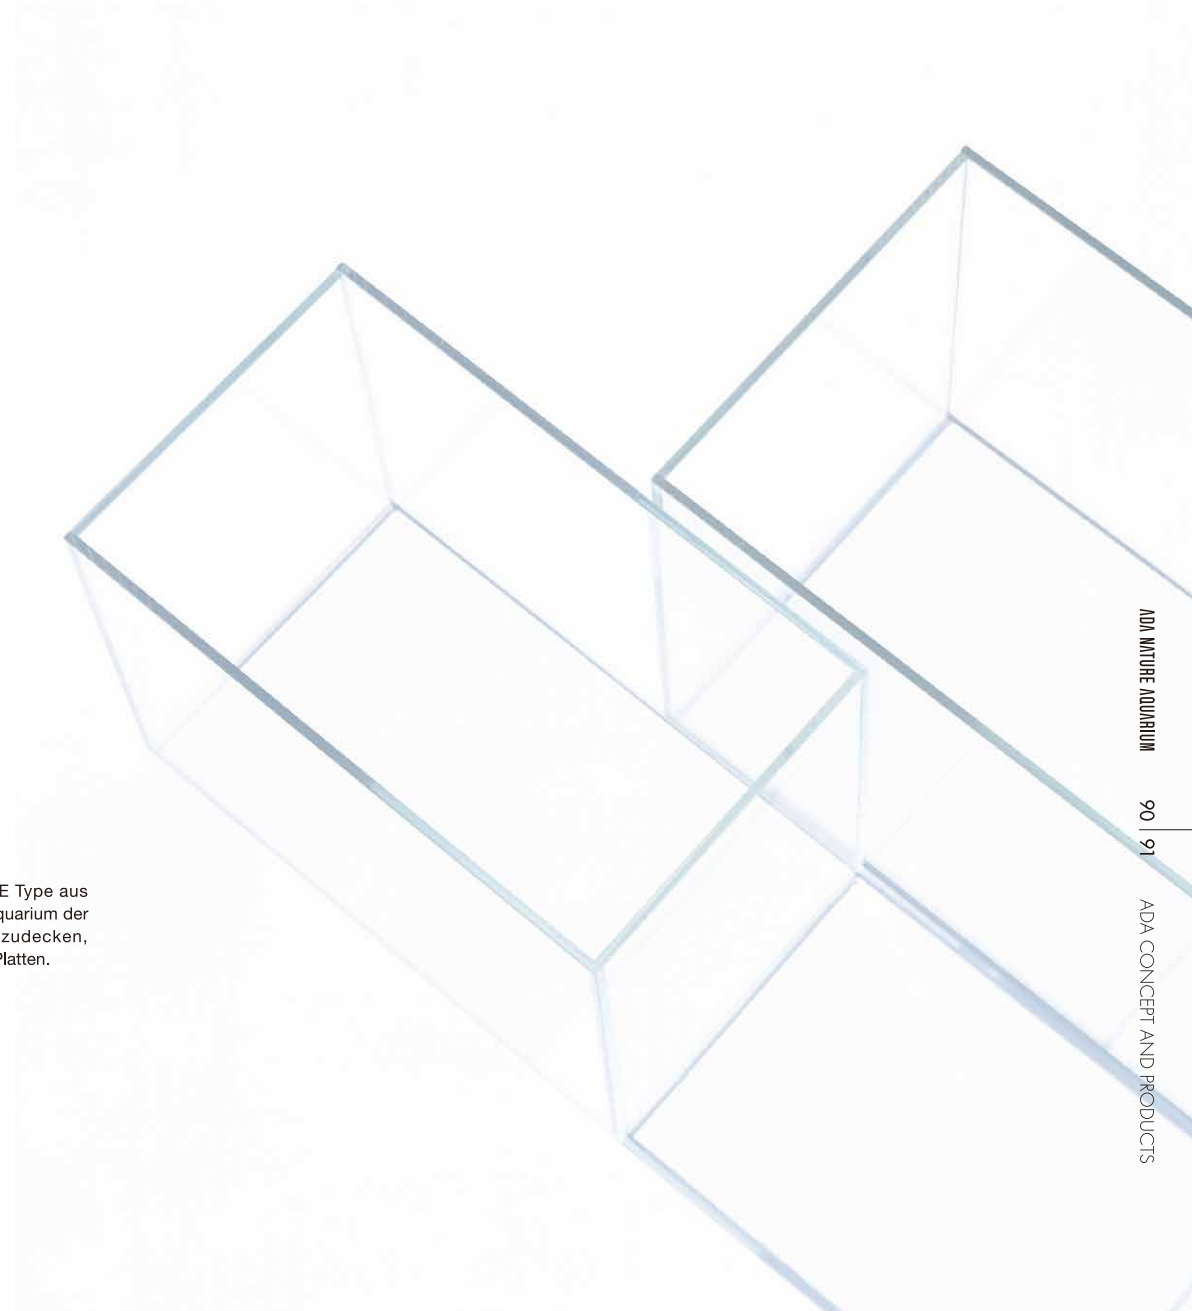 E Type aus
quarium der
zudecken,
Platten.
ADA NATURE AQUARIUM
90 | 91
ADA CONCEPT AND PRODUCTS